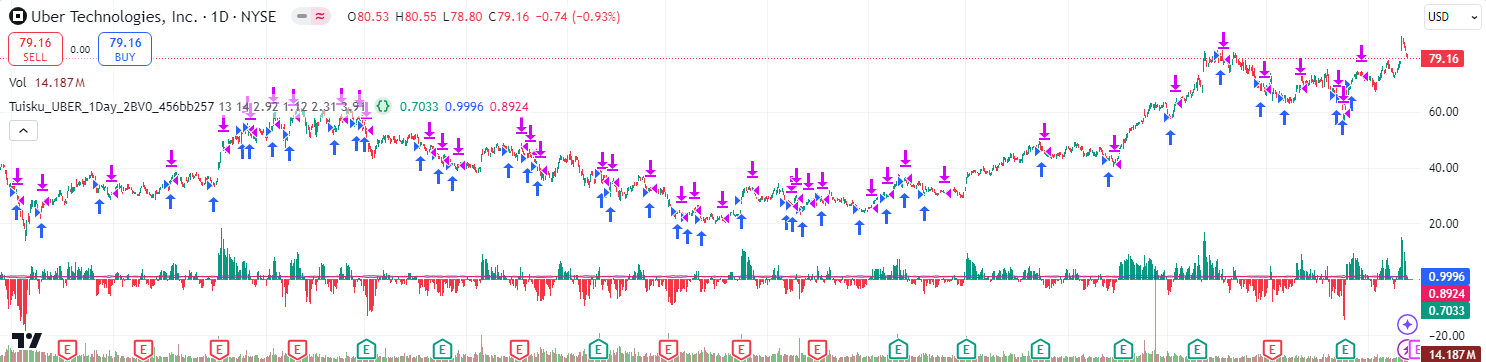 Uber Technologies, Inc. · 1D · NYSE O80.53 H80.55 L78.80 C79.16 −0.74 (−0.93%)
USD
79.16 SELL
0.00
79.16 BUY
79.16
Vol 14.187M
Tuisku_UBER_1Day_2BV0_456bb257 13 14 2.92 1.12 2.31 3.91 0.7033 0.9996 0.8924
60.00
40.00
20.00
0.9996
0.8924
0.7033
−20.00
E E E E E E E E E E E E E E E E E E E
14.187M